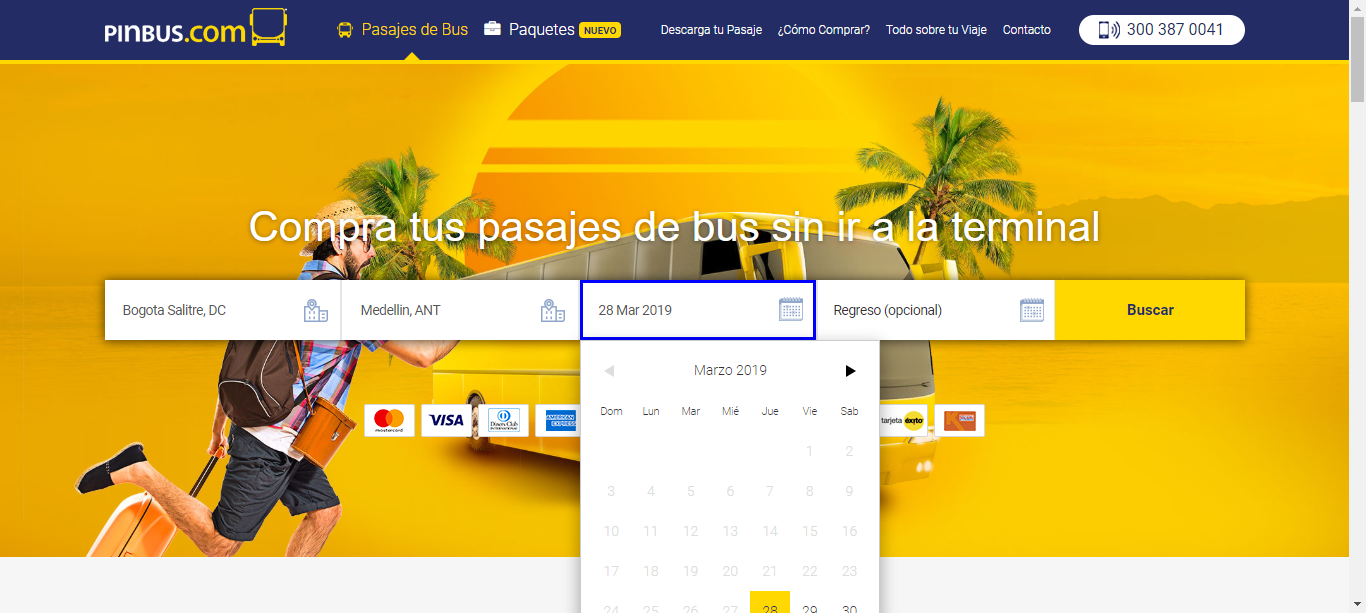 PINBUS.com
Pasajes de Bus
Paquetes NUEVO
Descarga tu Pasaje
¿Cómo Comprar?
Todo sobre tu Viaje
Contacto
300 387 0041
Compra tus pasajes de bus sin ir a la terminal
Bogota Salitre, DC
Medellin, ANT
28 Mar 2019
Regreso (opcional)
Buscar
mastercard
VISA
Diners Club
INTERNATIONAL
AMERICAN
EXPRESS
tarjeta éxito
Marzo 2019
Dom Lun Mar Mié Jue Vie Sab
1 2
3 4 5 6 7 8 9
10 11 12 13 14 15 16
17 18 19 20 21 22 23
24 25 26 27 28 29 30